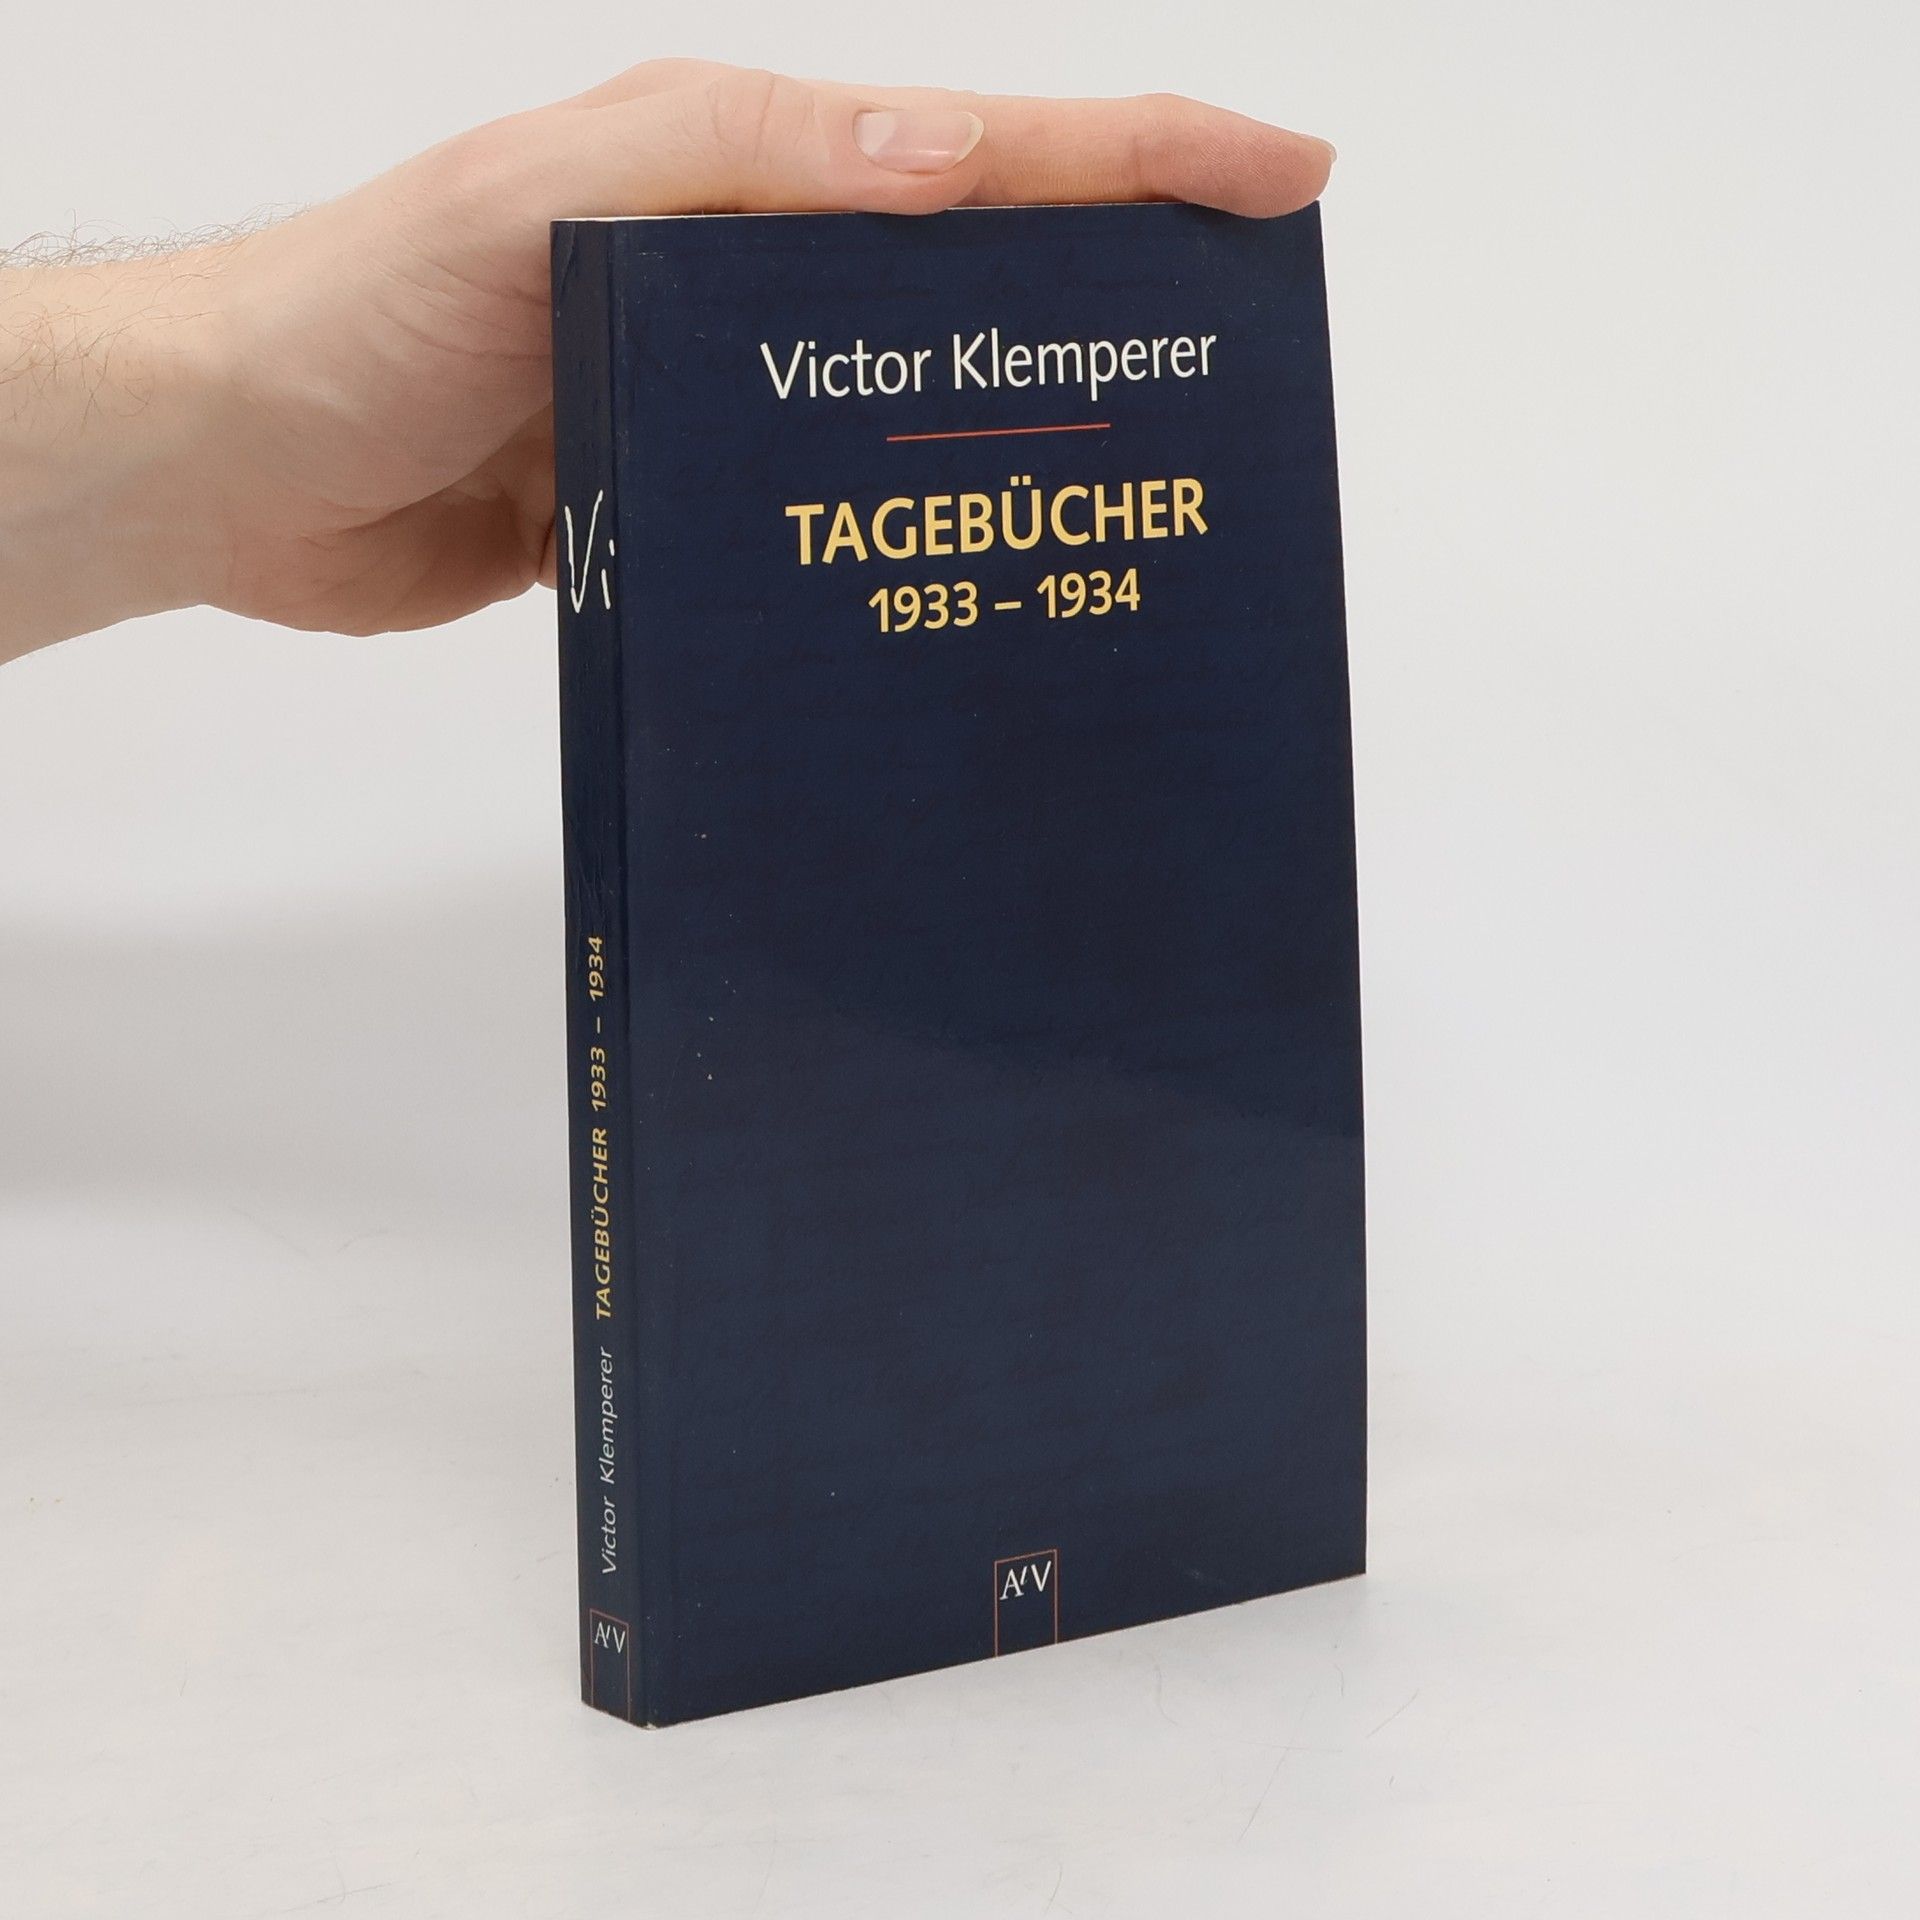 Victor Klemperer
TAGEBÜCHER
1933 – 1934
AtV
Vi
Victor Klemperer TAGEBÜCHER 1933 – 1934
AtV